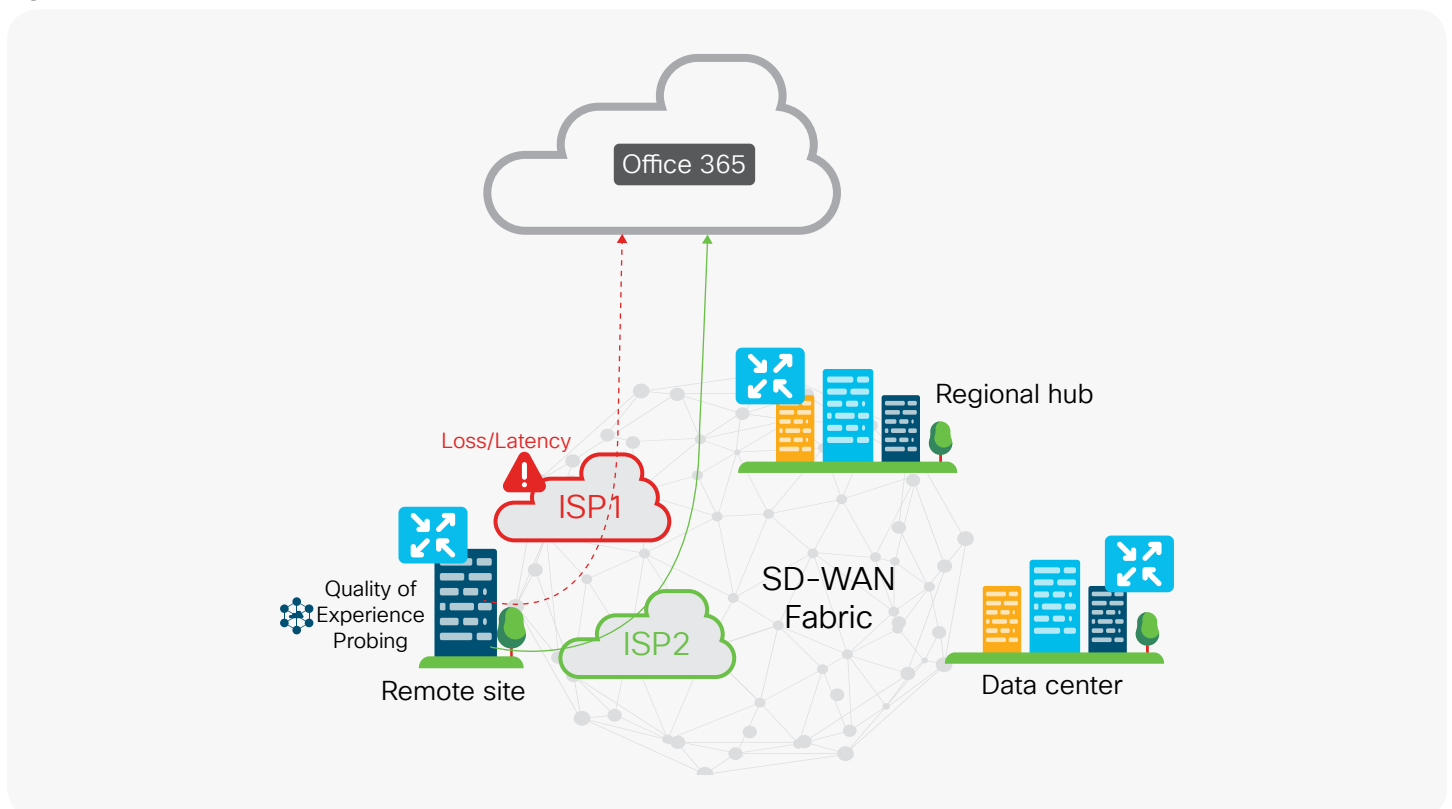 Office 365
Regional hub
Loss/Latency
ISP1
SD-WAN
Fabric
Quality of
Experience
Probing
ISP2
Remote site
Data center